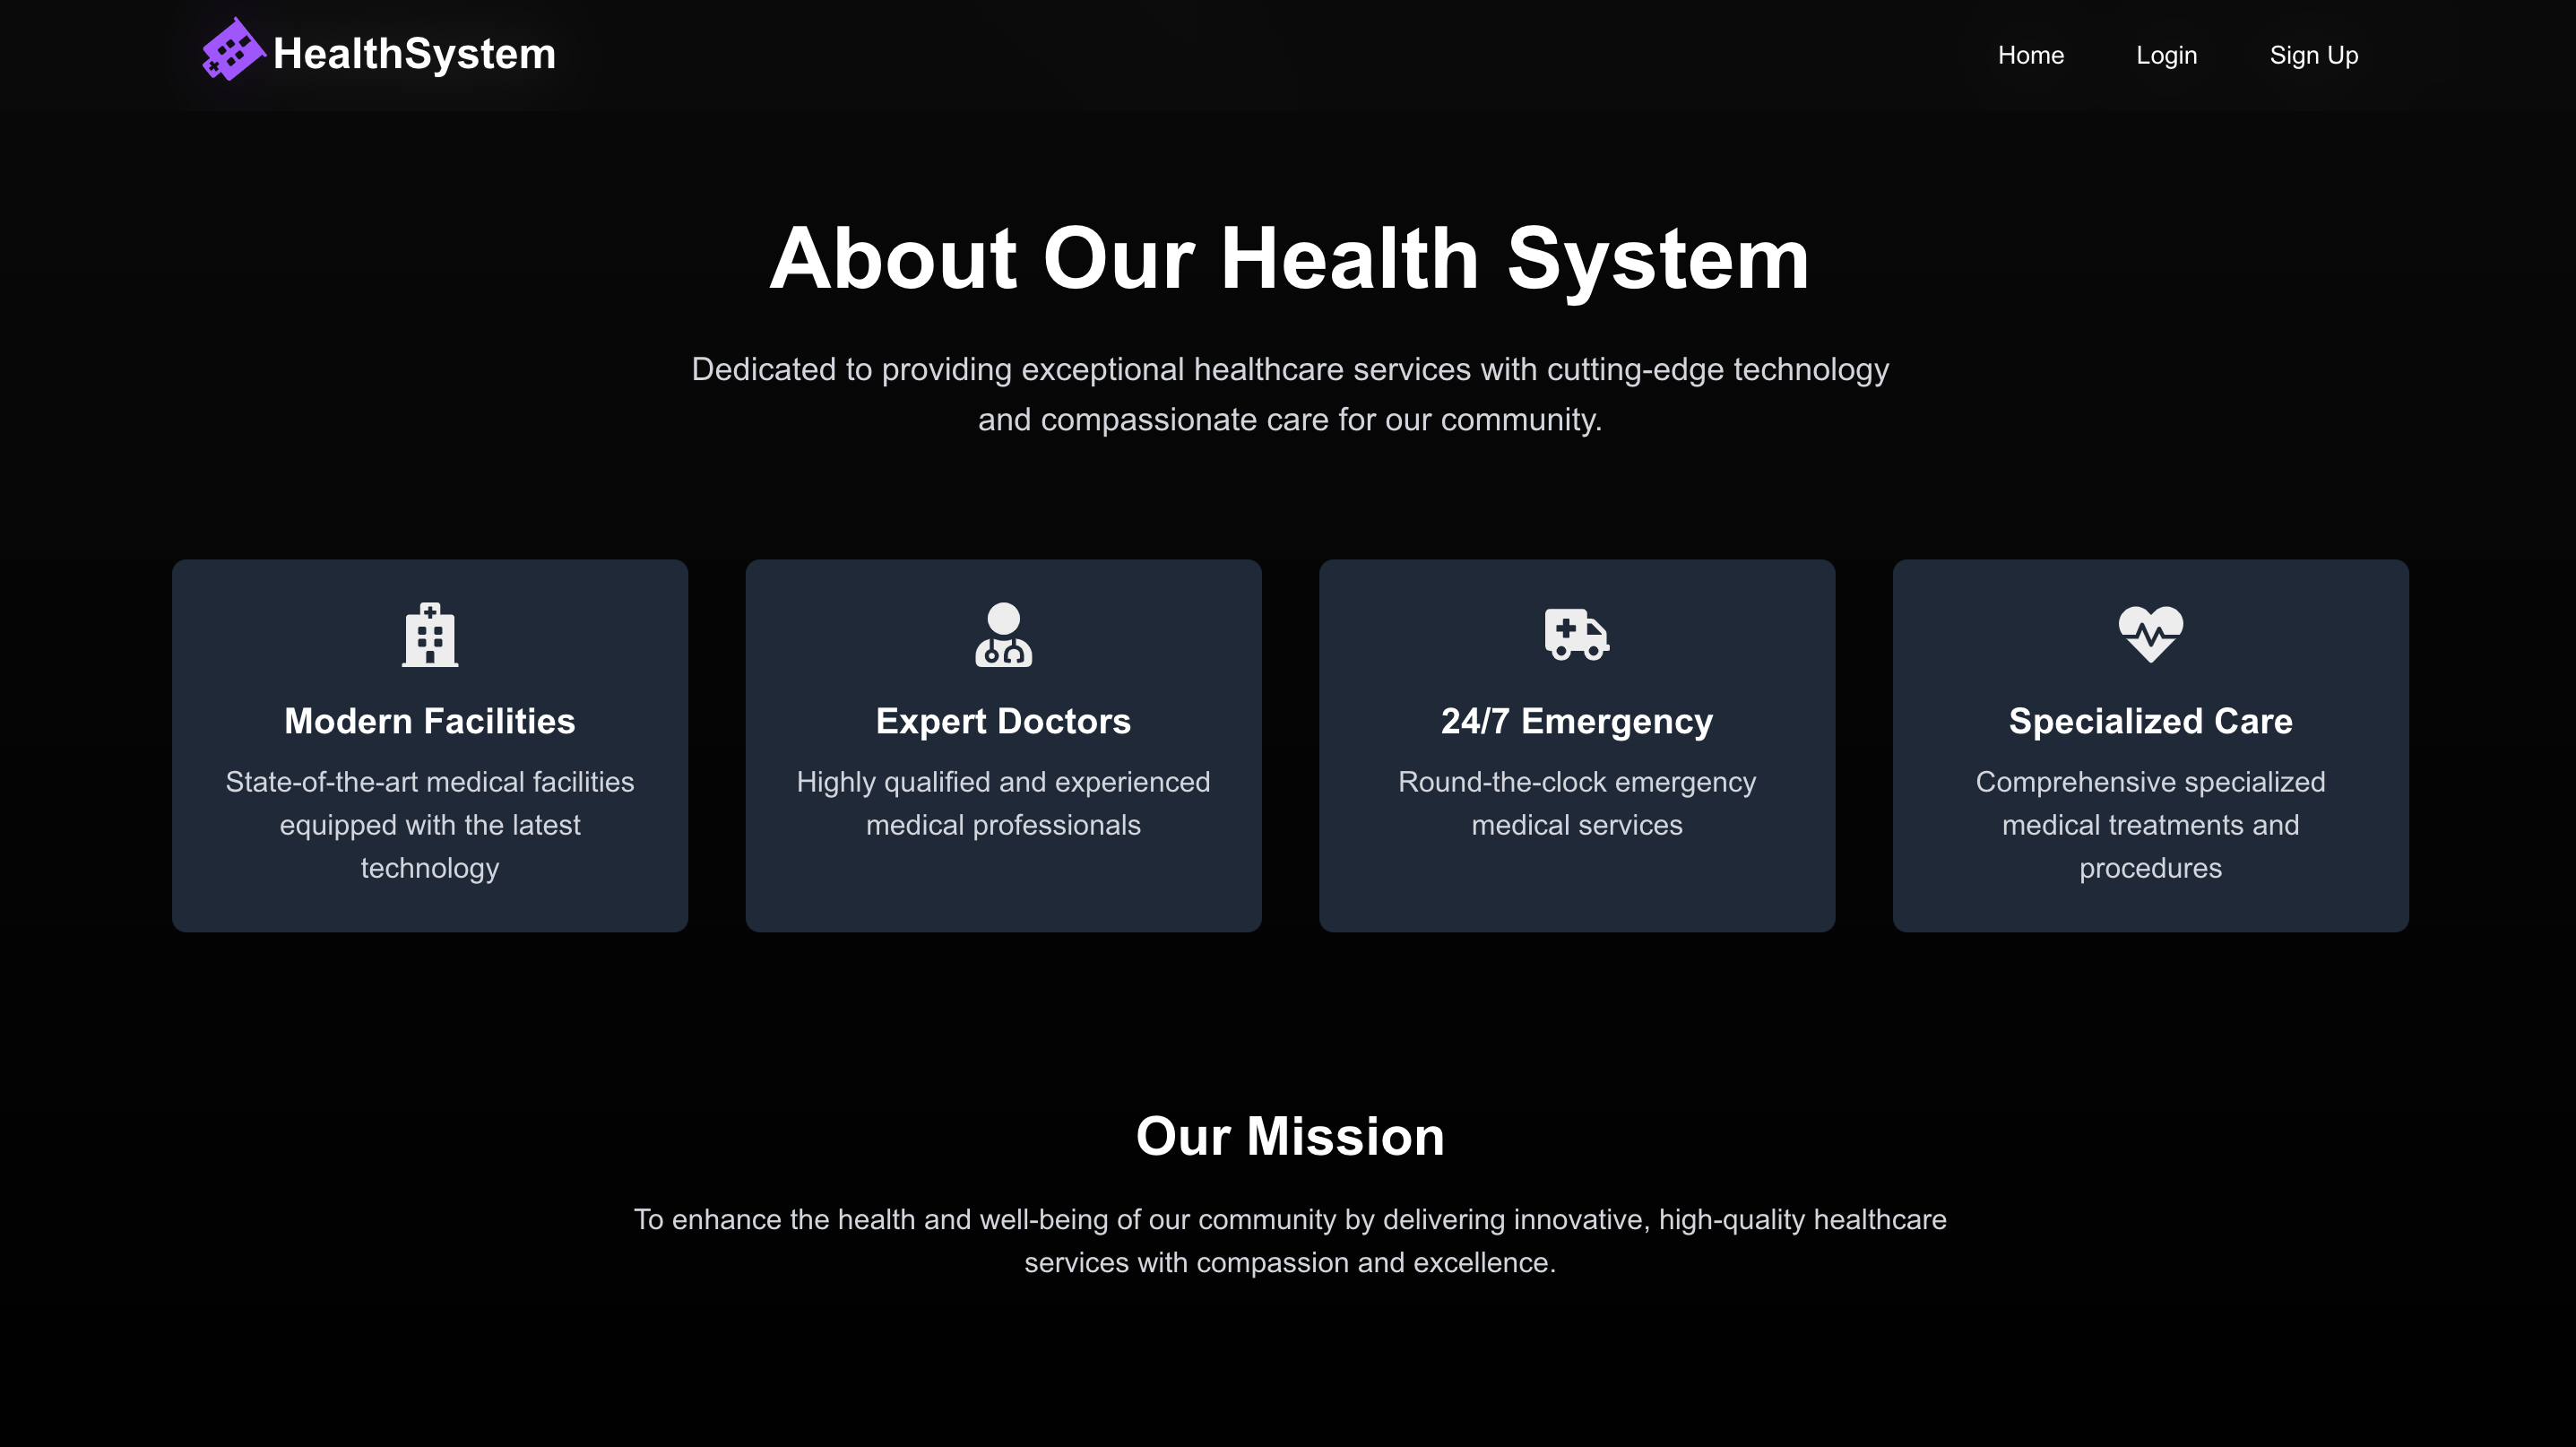 HealthSystem
Home
Login
Sign Up
About Our Health System
Dedicated to providing exceptional healthcare services with cutting-edge technology
and compassionate care for our community.
Modern Facilities
State-of-the-art medical facilities
equipped with the latest
technology
Expert Doctors
Highly qualified and experienced
medical professionals
24/7 Emergency
Round-the-clock emergency
medical services
Specialized Care
Comprehensive specialized
medical treatments and
procedures
Our Mission
To enhance the health and well-being of our community by delivering innovative, high-quality healthcare
services with compassion and excellence.